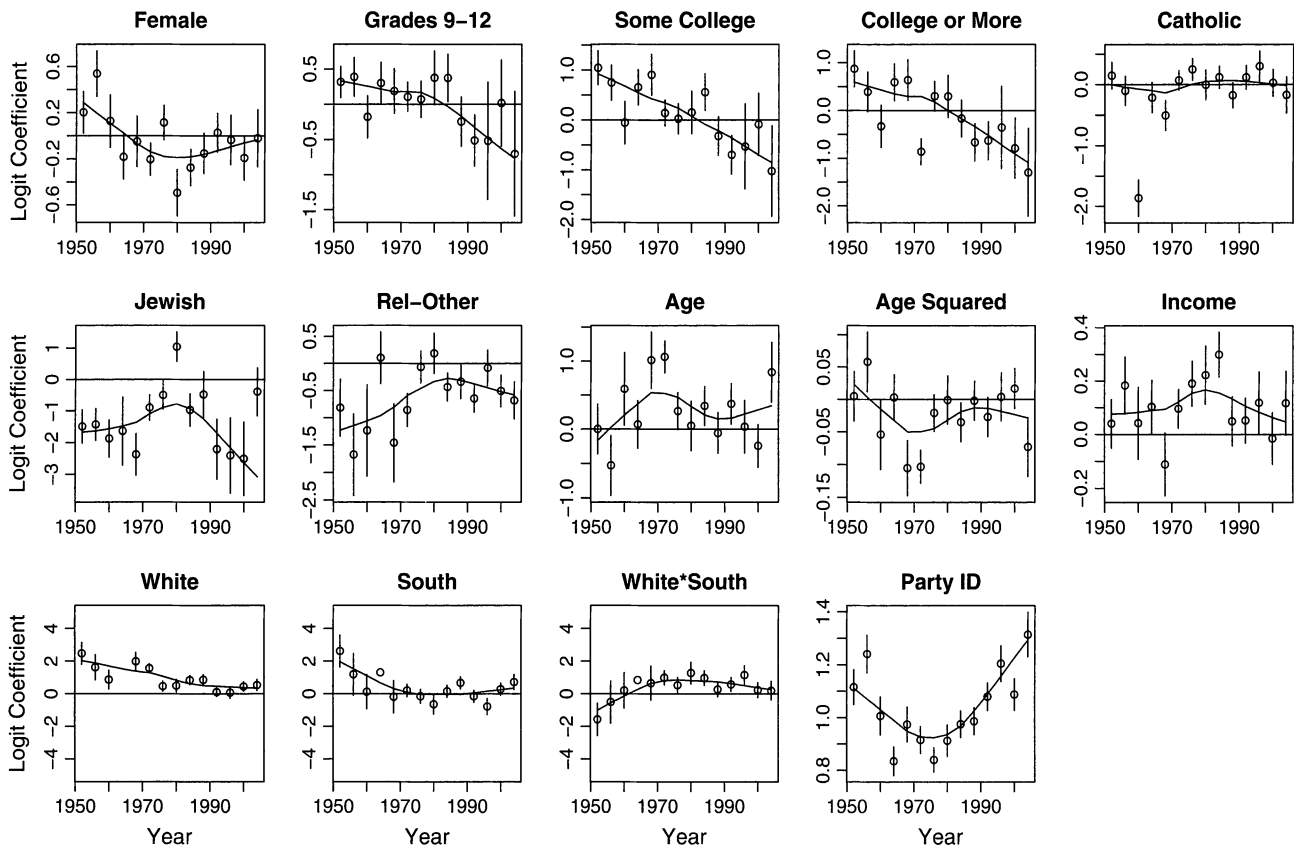 Female Grades 9–12 Some College College or More Catholic
Logit Coefficient
0.6 0.2 −0.2 −0.6
0.5 −0.5 −1.5
1.0 0.0 −1.0 −2.0
1.0 0.0 −1.0 −2.0
0.0 −1.0 −2.0
1950 1970 1990 1950 1970 1990 1950 1970 1990 1950 1970 1990 1950 1970 1990
Jewish Rel–Other Age Age Squared Income
Logit Coefficient
1 0 −1 −2 −3
0.5 −0.5 −1.5 −2.5
1.0 0.0 −1.0
0.05 −0.05 −0.15
0.4 0.2 0.0 −0.2
1950 1970 1990 1950 1970 1990 1950 1970 1990 1950 1970 1990 1950 1970 1990
White South White*South Party ID
Logit Coefficient
4 2 0 −2 −4
4 2 0 −2 −4
4 2 0 −2 −4
1.4 1.2 1.0 0.8
1950 1970 1990 1950 1970 1990 1950 1970 1990 1950 1970 1990
Year Year Year Year